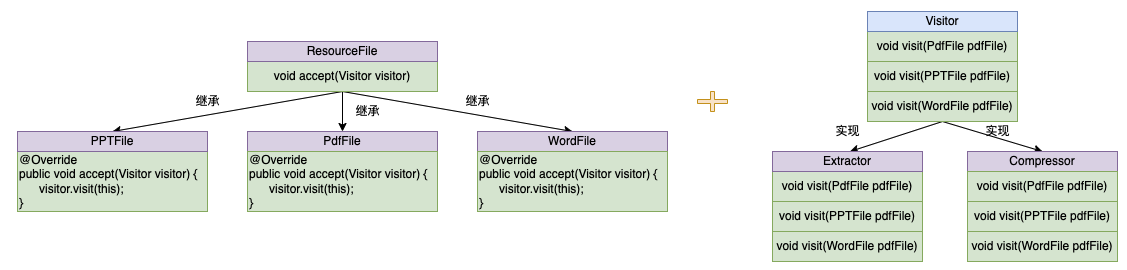 ResourceFile
void accept(Visitor visitor)
继承
继承
继承
PPTFile
@Override
public void accept(Visitor visitor) {
visitor.visit(this);
}
PdfFile
@Override
public void accept(Visitor visitor) {
visitor.visit(this);
}
WordFile
@Override
public void accept(Visitor visitor) {
visitor.visit(this);
}
Visitor
void visit(PdfFile pdfFile)
void visit(PPTFile pdfFile)
void visit(WordFile pdfFile)
实现
实现
Extractor
void visit(PdfFile pdfFile)
void visit(PPTFile pdfFile)
void visit(WordFile pdfFile)
Compressor
void visit(PdfFile pdfFile)
void visit(PPTFile pdfFile)
void visit(WordFile pdfFile)